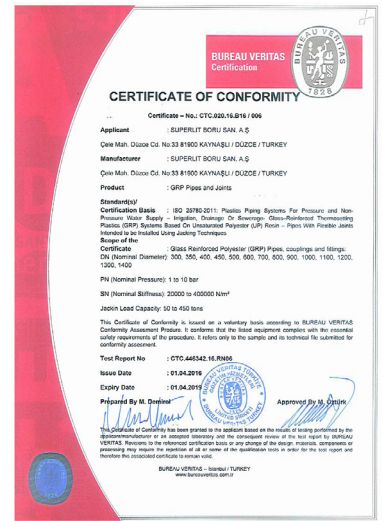 BUREAU VERITAS
Certification
BUREAU VERITAS
1828
CERTIFICATE OF CONFORMITY
Certificate – No.: CTC.020.16.B16 / 006
Applicant : SUPERLIT BORU SAN. A.Ş
Çele Mah. Düzce Cd. No:33 81900 KAYNAŞLI / DÜZCE / TURKEY
Manufacturer : SUPERLIT BORU SAN. A.Ş
Çele Mah. Düzce Cd. No:33 81900 KAYNAŞLI / DÜZCE / TURKEY
Product : GRP Pipes and Joints
Standard(s)/
Certification Basis : ISO 25780-2011: Plastics Piping Systems For Pressure and Non-
Pressure Water Supply – Irrigation, Drainage Or Sewerage- Glass-Reinforced Thermosetting
Plastics (GRP) Systems Based On Unsaturated Polyester (UP) Resin – Pipes With Flexible Joints
Intended to be Installed Using Jacking Techniques
Scope of the
Certificate : Glass Reinforced Polyester (GRP) Pipes, couplings and fittings:
DN (Nominal Diameter): 300, 350, 400, 450, 500, 600, 700, 800, 900, 1000, 1100, 1200,
1300, 1400
PN (Nominal Pressure): 1 to 10 bar
SN (Nominal Stiffness): 20000 to 400000 N/m²
Jackin Load Capacity: 50 to 450 tons
This Certificate of Conformity is issued on a voluntary basis according to BUREAU VERITAS
Conformity Assessment Produre. It conforms that the listed equipment complies with the essential
safety requirements of the procedure. It refers only to the sample and its technical file submitted for
conformity assesment.
Test Report No : CTC.446342.16.RN06
Issue Date : 01.04.2016
Expiry Date : 01.04.2019
Prepared By M. Demirel Approved By M. Öztürk
This Certificate of Conformity has been granted to the applicant based on the results of testing performed by the
applicant/manufacturer or an accepted laboratory and the consequent review of the test report by BUREAU
VERITAS. Revisions to the referenced certification basis or any change of the design, materials, components or
processing may require the repetition of all or some of the qualification tests in order for the test report and
therefore this associated certificate to remain valid.
BUREAU VERITAS – Istanbul / TURKEY
www.bureauveritas.com.tr